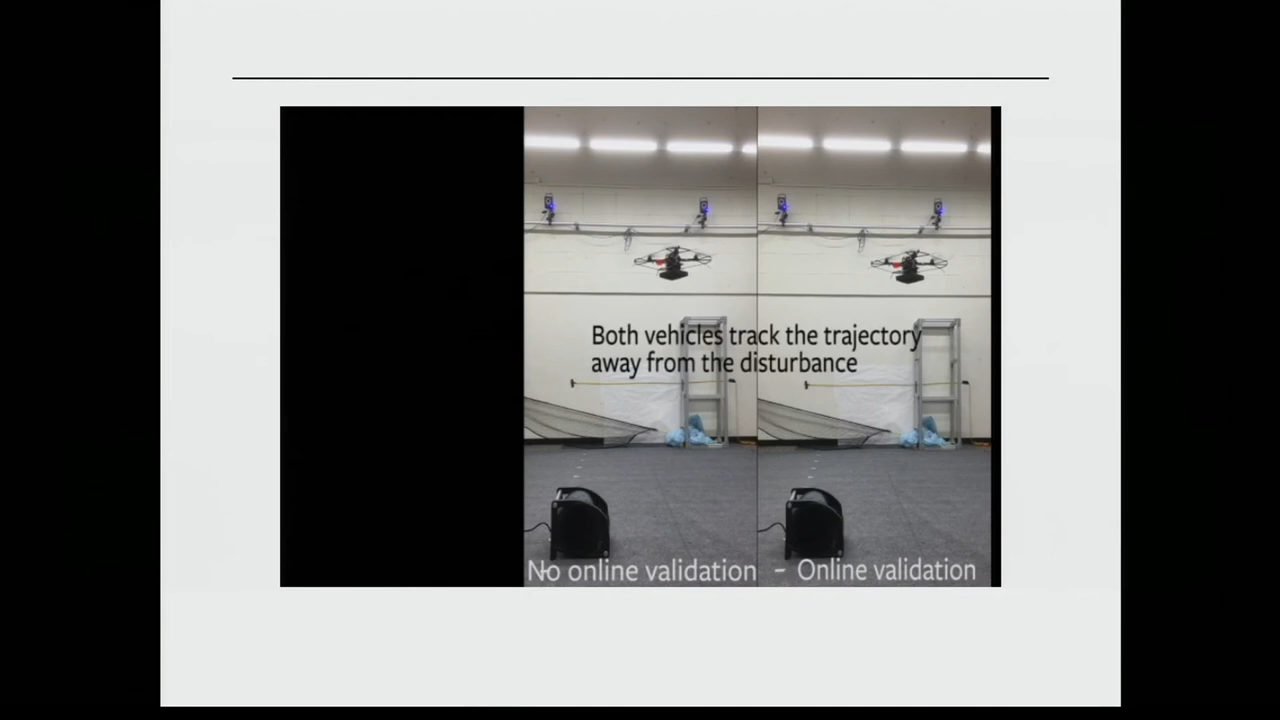 Both vehicles track the trajectory
away from the disturbance
No online validation
- Online validation